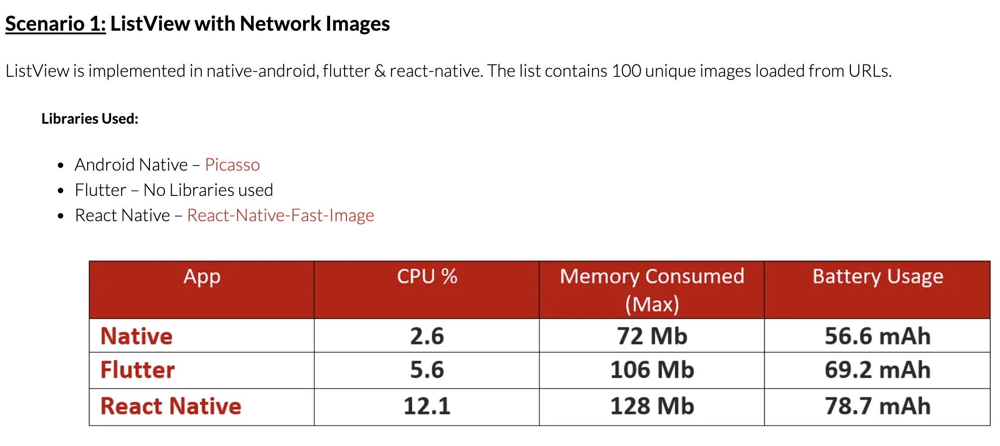 Scenario 1: ListView with Network Images
ListView is implemented in native-android, flutter & react-native. The list contains 100 unique images loaded from URLs.
Libraries Used:
• Android Native – Picasso
• Flutter – No Libraries used
• React Native – React-Native-Fast-Image
App CPU % Memory Consumed (Max) Battery Usage
Native 2.6 72 Mb 56.6 mAh
Flutter 5.6 106 Mb 69.2 mAh
React Native 12.1 128 Mb 78.7 mAh